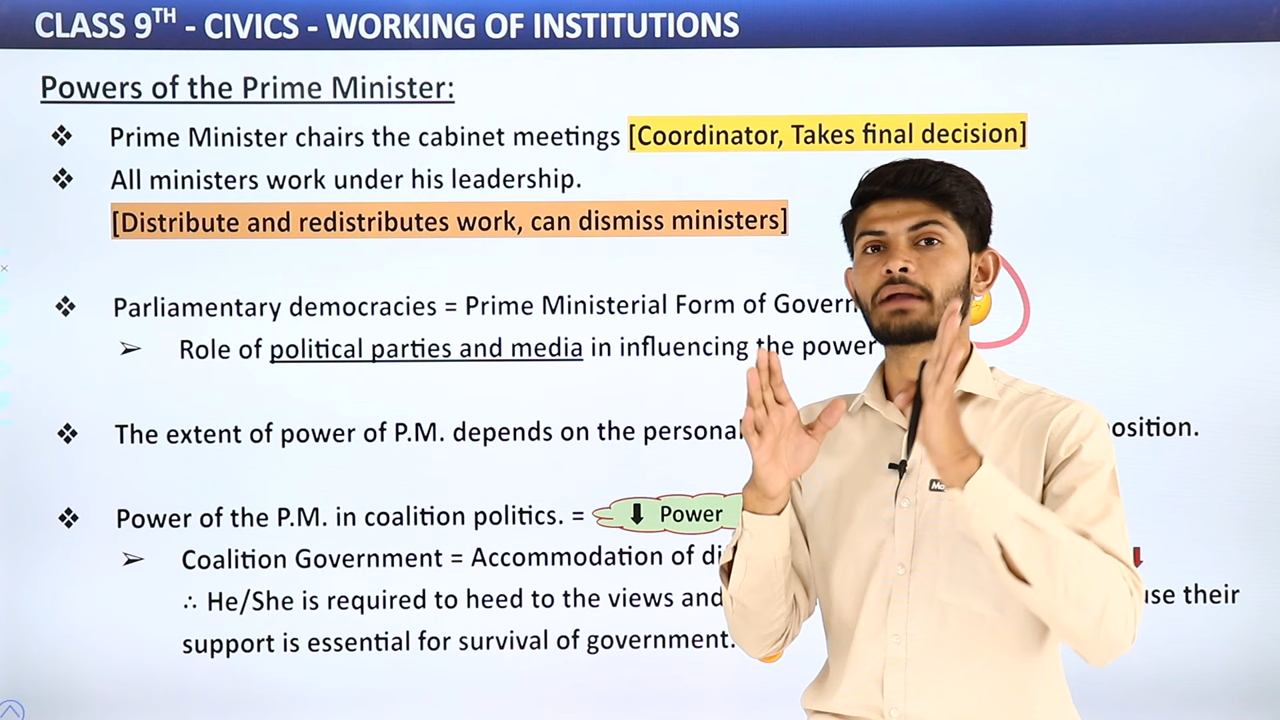 CLASS 9TH - CIVICS - WORKING OF INSTITUTIONS
Powers of the Prime Minister:
❖ Prime Minister chairs the cabinet meetings [Coordinator, Takes final decision]
❖ All ministers work under his leadership.
[Distribute and redistributes work, can dismiss ministers]
❖ Parliamentary democracies = Prime Ministerial Form of Govern
➢ Role of political parties and media in influencing the power
❖ The extent of power of P.M. depends on the personal osition.
❖ Power of the P.M. in coalition politics. = ⬇ Power
➢ Coalition Government = Accommodation of di
∴ He/She is required to heed to the views and use their
support is essential for survival of government.